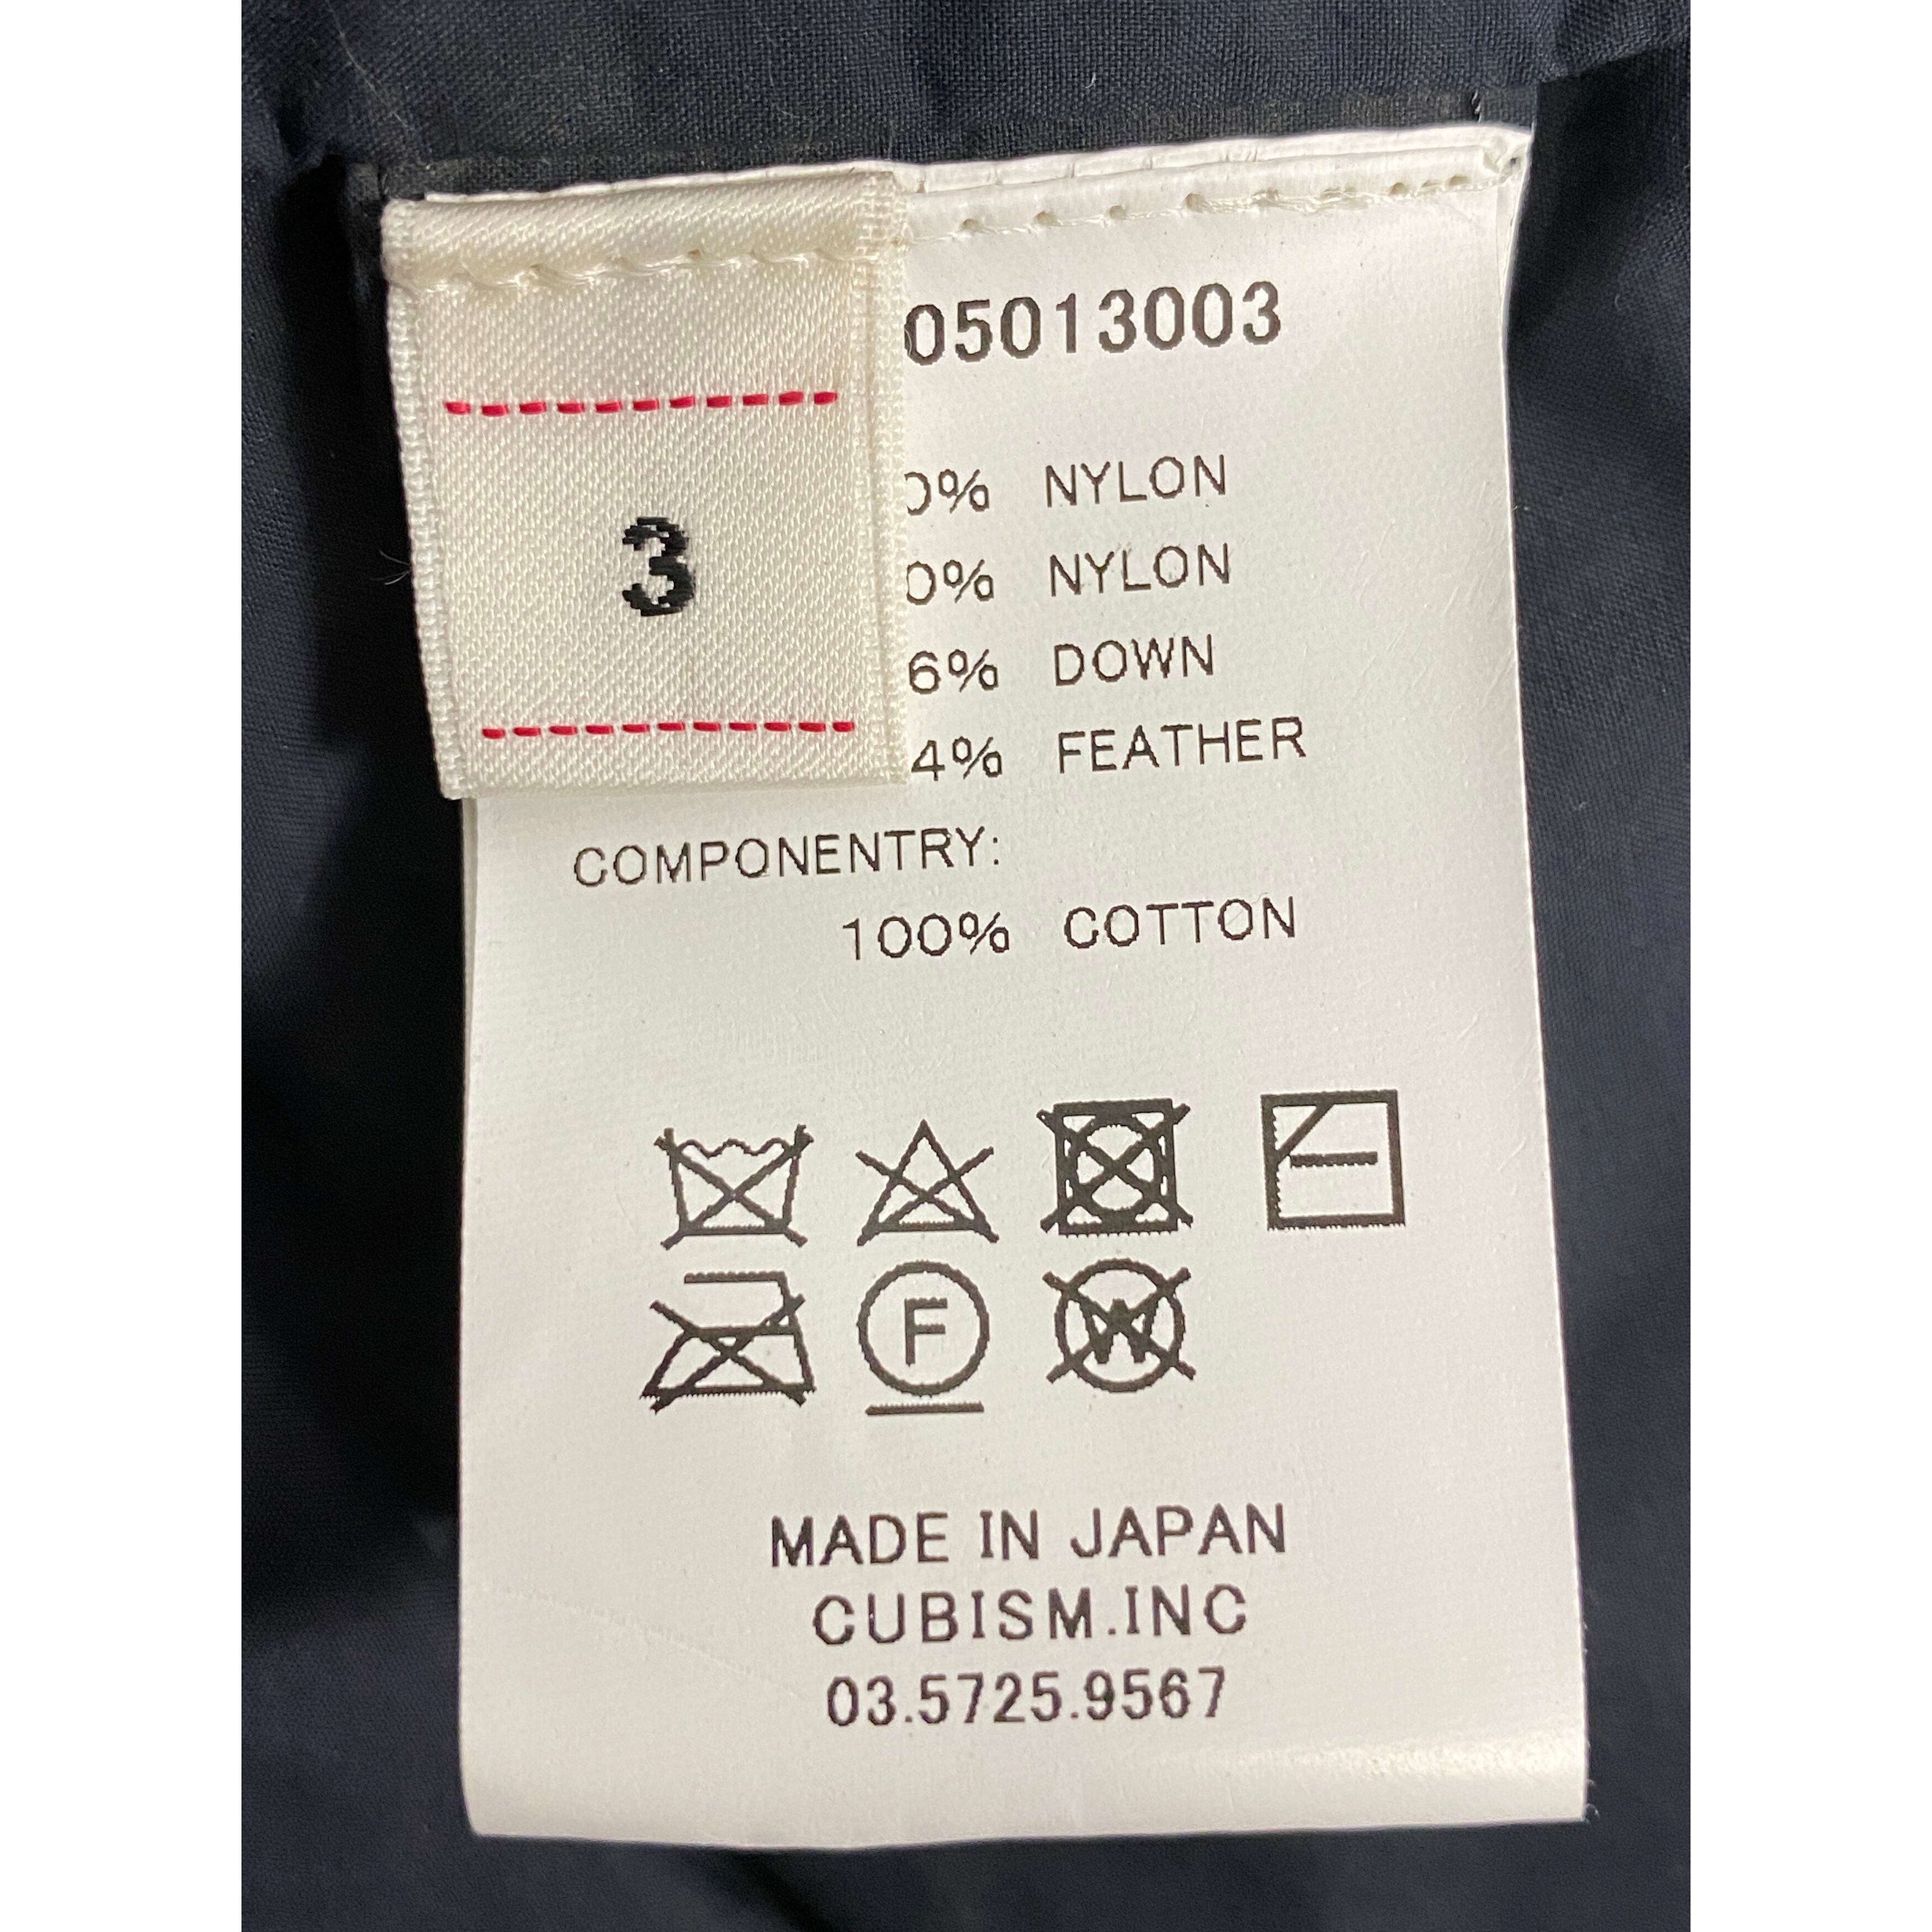 05013003
3
0% NYLON
0% NYLON
6% DOWN
4% FEATHER
COMPONENTRY:
100% COTTON
F
W
MADE IN JAPAN
CUBISM.INC
03.5725.9567